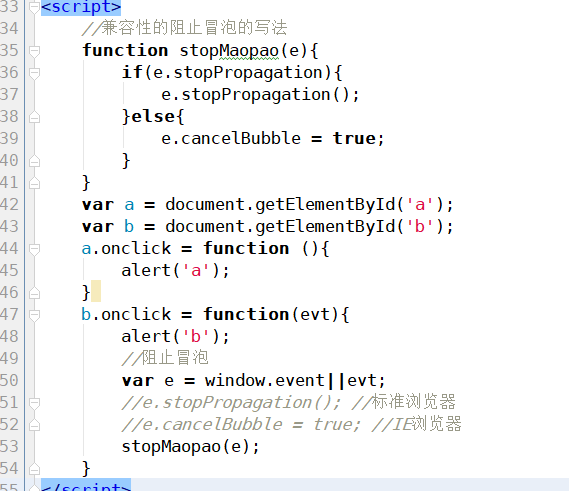 33 <script>
34 //兼容性的阻止冒泡的写法
35 function stopMaopao(e){
36 if(e.stopPropagation){
37 e.stopPropagation();
38 }else{
39 e.cancelBubble = true;
40 }
41 }
42 var a = document.getElementById('a');
43 var b = document.getElementById('b');
44 a.onclick = function (){
45 alert('a');
46 }
47 b.onclick = function(evt){
48 alert('b');
49 //阻止冒泡
50 var e = window.event||evt;
51 //e.stopPropagation(); //标准浏览器
52 //e.cancelBubble = true; //IE浏览器
53 stopMaopao(e);
54 }
55 </script>